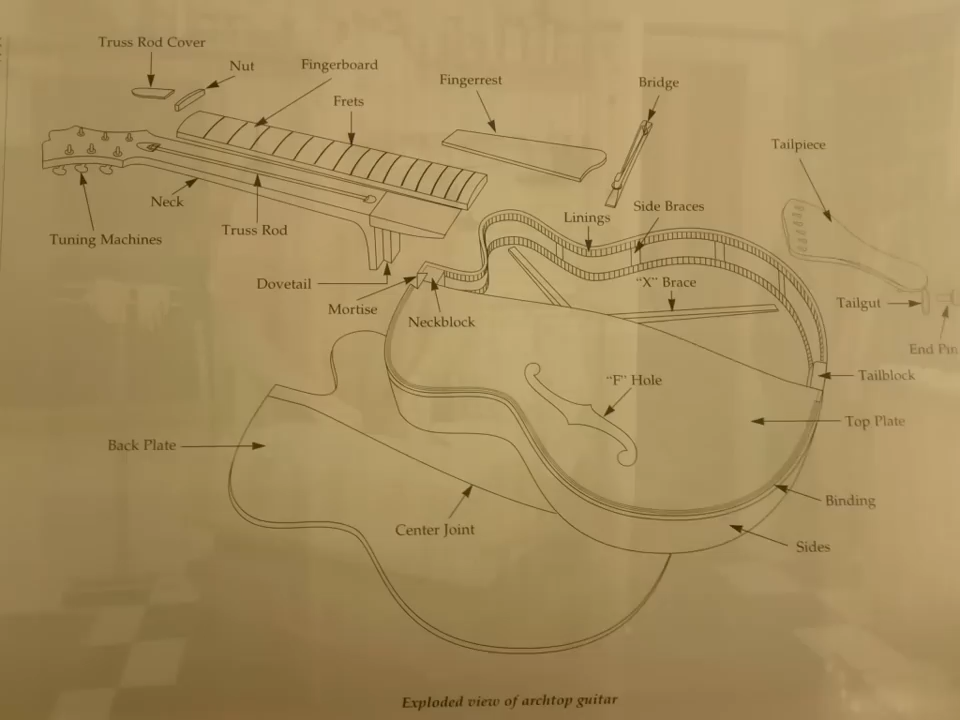 Truss Rod Cover
Nut
Fingerboard
Frets
Fingerrest
Bridge
Tailpiece
Neck
Tuning Machines
Truss Rod
Linings
Side Braces
Dovetail
Mortise
Neckblock
"X" Brace
Tailgut
End Pin
"F" Hole
Tailblock
Top Plate
Back Plate
Center Joint
Binding
Sides
Exploded view of archtop guitar